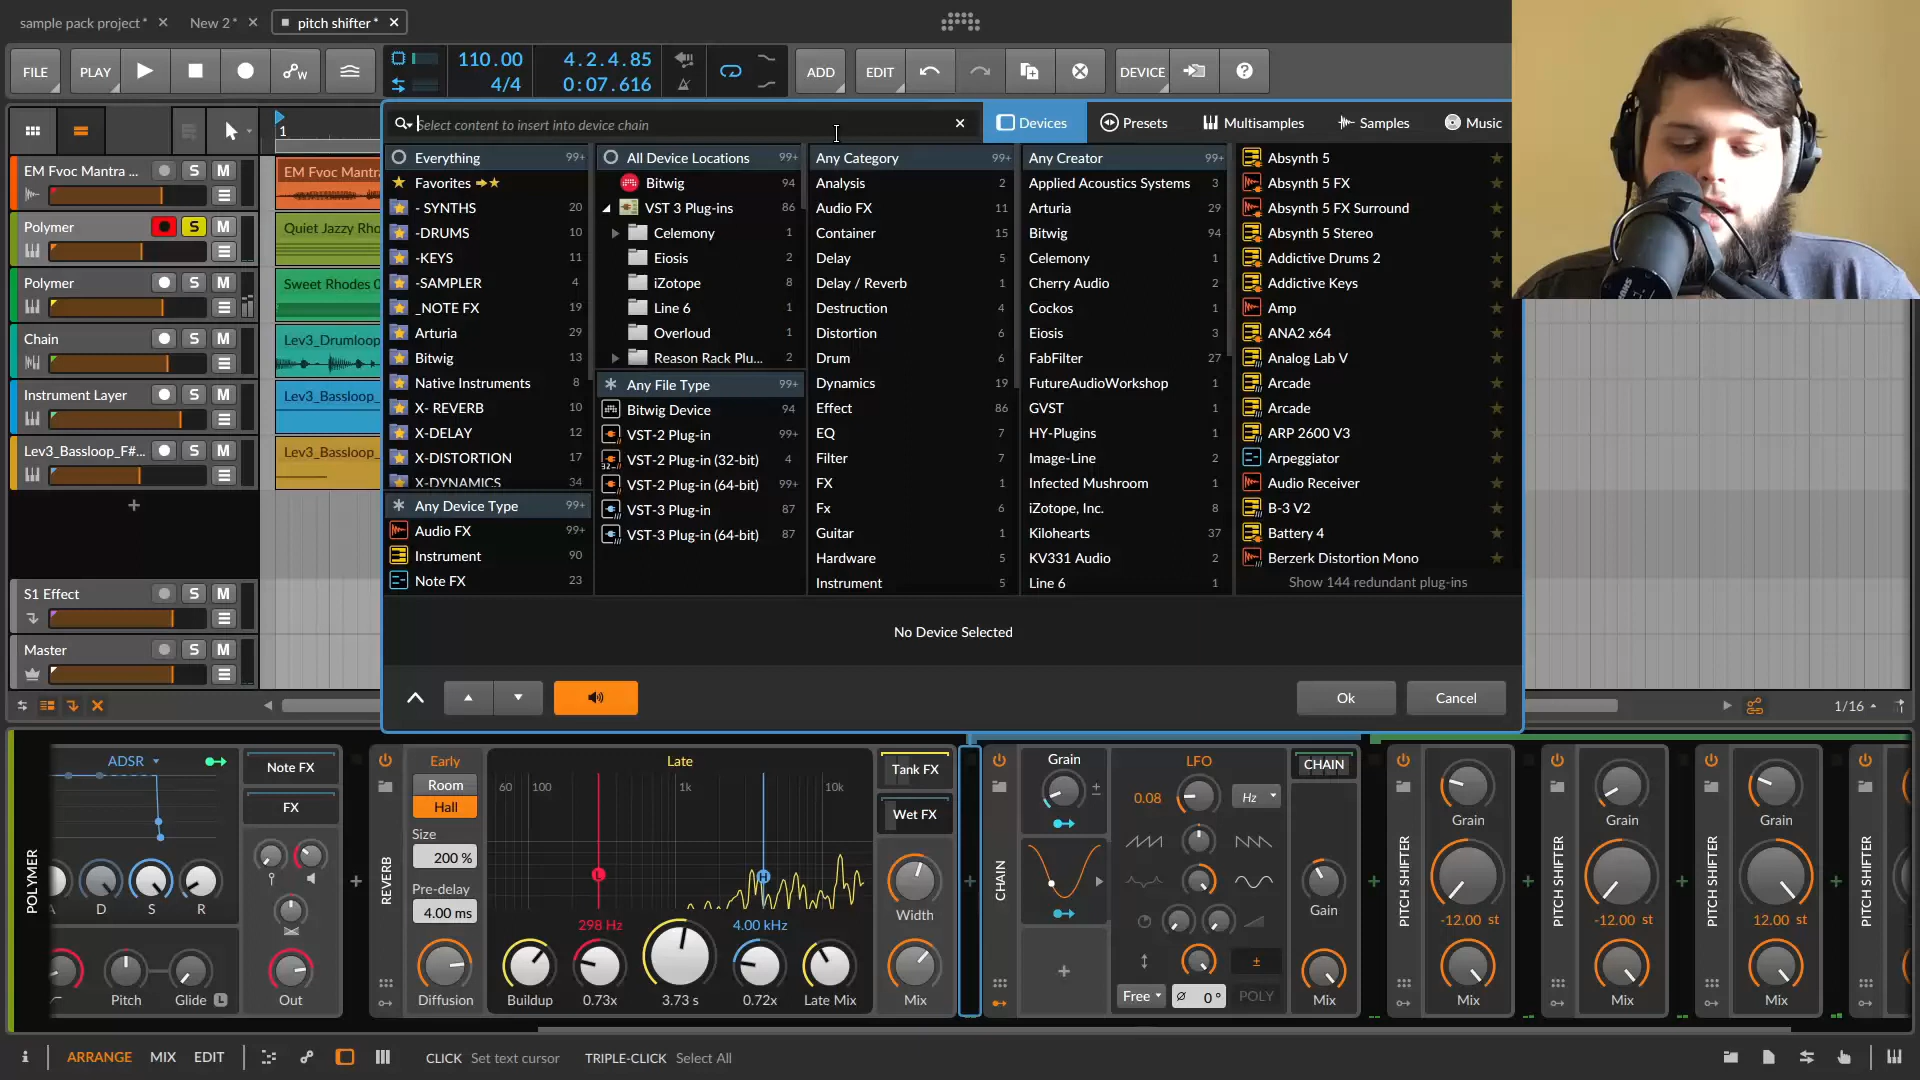 sample pack project*
New 2*
pitch shifter*
FILE
PLAY
110.00
4/4
4.2.4.85
0:07.616
ADD
EDIT
DEVICE
Select content to insert into device chain
Devices
Presets
Multisamples
Samples
Music
1
EM Fvoc Mantra ...
S
M
EM Fvoc Mantra
Polymer
S
M
Quiet Jazzy Rho
Polymer
S
M
Sweet Rhodes 0
Chain
S
M
Lev3_Drumloop
Instrument Layer
S
M
Lev3_Bassloop_
Lev3_Bassloop_F#...
S
M
Lev3_Bassloop_
S1 Effect
S
M
Master
S
M
Everything 99+
Favorites
- SYNTHS 20
-DRUMS 10
-KEYS 11
-SAMPLER 4
_NOTE FX 19
Arturia 29
Bitwig 13
Native Instruments 8
X- REVERB 10
X-DELAY 12
X-DISTORTION 17
X-DYNAMICS 34
Any Device Type 99+
Audio FX 99+
Instrument 90
Note FX 23
All Device Locations 99+
Bitwig 94
VST 3 Plug-ins 86
Celemony 1
Eiosis 2
iZotope 8
Line 6 1
Overloud 1
Reason Rack Plu... 2
Any File Type 99+
Bitwig Device 94
VST-2 Plug-in 99+
VST-2 Plug-in (32-bit) 4
VST-2 Plug-in (64-bit) 99+
VST-3 Plug-in 87
VST-3 Plug-in (64-bit) 87
Any Category 99+
Analysis 2
Audio FX 11
Container 15
Delay 5
Delay / Reverb 1
Destruction 4
Distortion 6
Drum 6
Dynamics 19
Effect 86
EQ 7
Filter 7
FX 1
Fx 6
Guitar 1
Hardware 5
Instrument 5
Any Creator 99+
Applied Acoustics Systems 3
Arturia 29
Bitwig 94
Celemony 1
Cherry Audio 2
Cockos 1
Eiosis 3
FabFilter 27
FutureAudioWorkshop 1
GVST 1
HY-Plugins 1
Image-Line 2
Infected Mushroom 1
iZotope, Inc. 8
Kilohearts 37
KV331 Audio 2
Line 6 1
Absynth 5
Absynth 5 FX
Absynth 5 FX Surround
Absynth 5 Stereo
Addictive Drums 2
Addictive Keys
Amp
ANA2 x64
Analog Lab V
Arcade
Arcade
ARP 2600 V3
Arpeggiator
Audio Receiver
B-3 V2
Battery 4
Berzerk Distortion Mono
Show 144 redundant plug-ins
No Device Selected
Ok
Cancel
1/16
POLYMER
ADSR
D
S
R
Pitch
Glide
L
Note FX
FX
Out
REVERB
Early
Room
Hall
Size
200 %
Pre-delay
4.00 ms
Diffusion
Late
60
100
1k
10k
L
H
298 Hz
4.00 kHz
Buildup
0.73x
3.73 s
0.72x
Late Mix
Tank FX
Wet FX
Width
Mix
CHAIN
Grain
LFO
0.08
Hz
Free
0 °
POLY
CHAIN
Gain
Mix
PITCH SHIFTER
Grain
-12.00 st
Mix
PITCH SHIFTER
Grain
-12.00 st
Mix
PITCH SHIFTER
Grain
12.00 st
Mix
PITCH SHIFTER
ARRANGE
MIX
EDIT
CLICK Set text cursor
TRIPLE-CLICK Select All